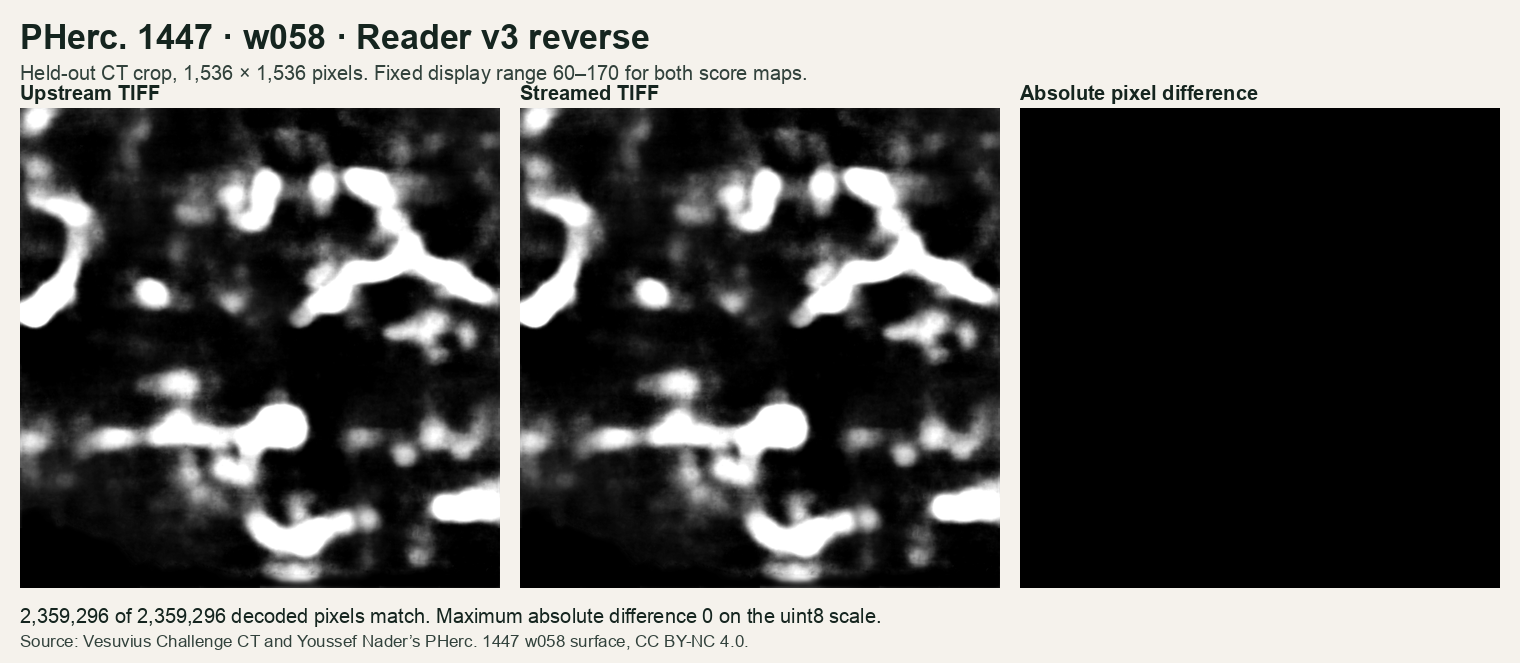 PHerc. 1447 · w058 · Reader v3 reverse
Held-out CT crop, 1,536 × 1,536 pixels. Fixed display range 60–170 for both score maps.
Upstream TIFF
Streamed TIFF
Absolute pixel difference
2,359,296 of 2,359,296 decoded pixels match. Maximum absolute difference 0 on the uint8 scale.
Source: Vesuvius Challenge CT and Youssef Nader’s PHerc. 1447 w058 surface, CC BY-NC 4.0.